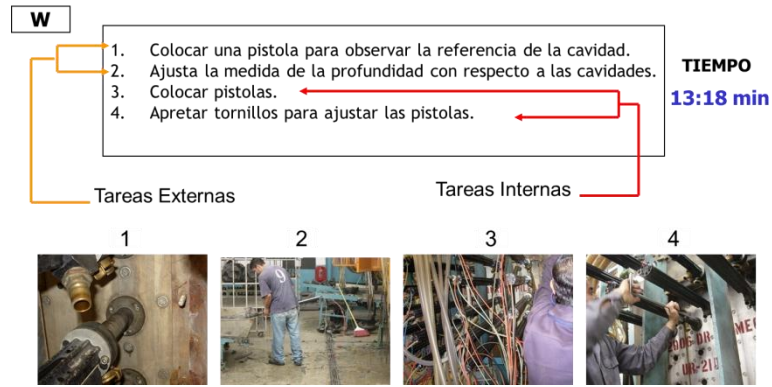 W
1. Colocar una pistola para observar la referencia de la cavidad.
2. Ajusta la medida de la profundidad con respecto a las cavidades.
3. Colocar pistolas.
4. Apretar tornillos para ajustar las pistolas.
TIEMPO
13:18 min
Tareas Externas
Tareas Internas
1 2 3 4
9